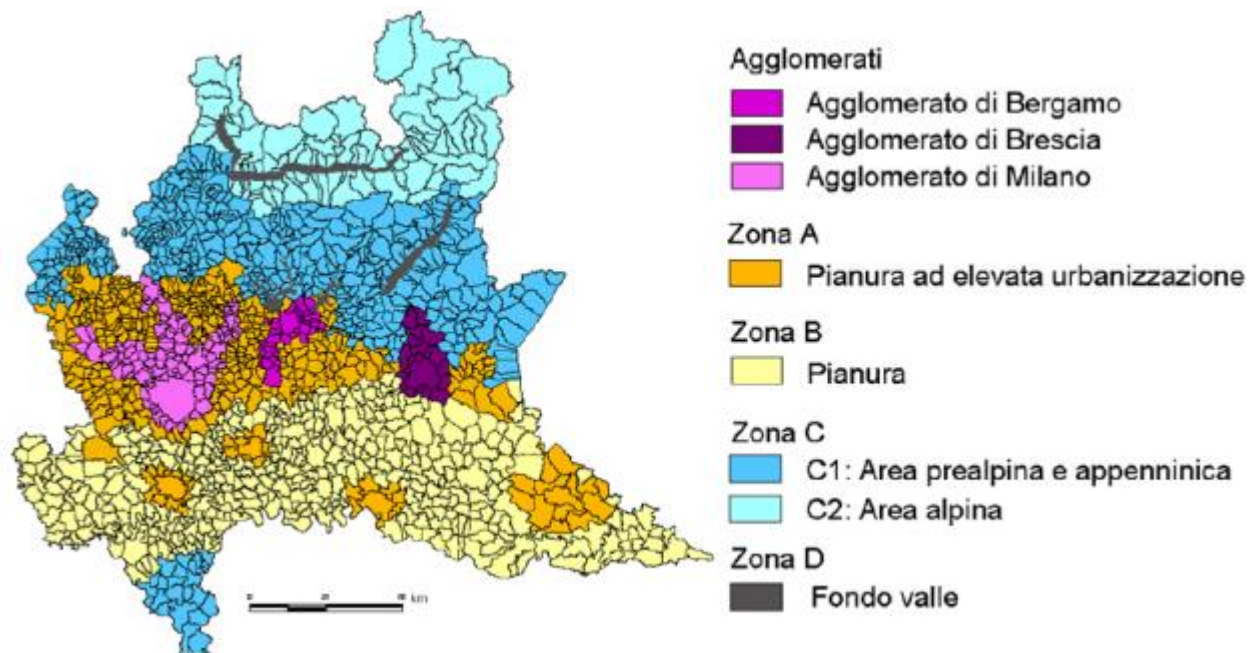 Agglomerati
Agglomerato di Bergamo
Agglomerato di Brescia
Agglomerato di Milano
Zona A
Pianura ad elevata urbanizzazione
Zona B
Pianura
Zona C
C1: Area prealpina e appenninica
C2: Area alpina
Zona D
Fondo valle
0
km